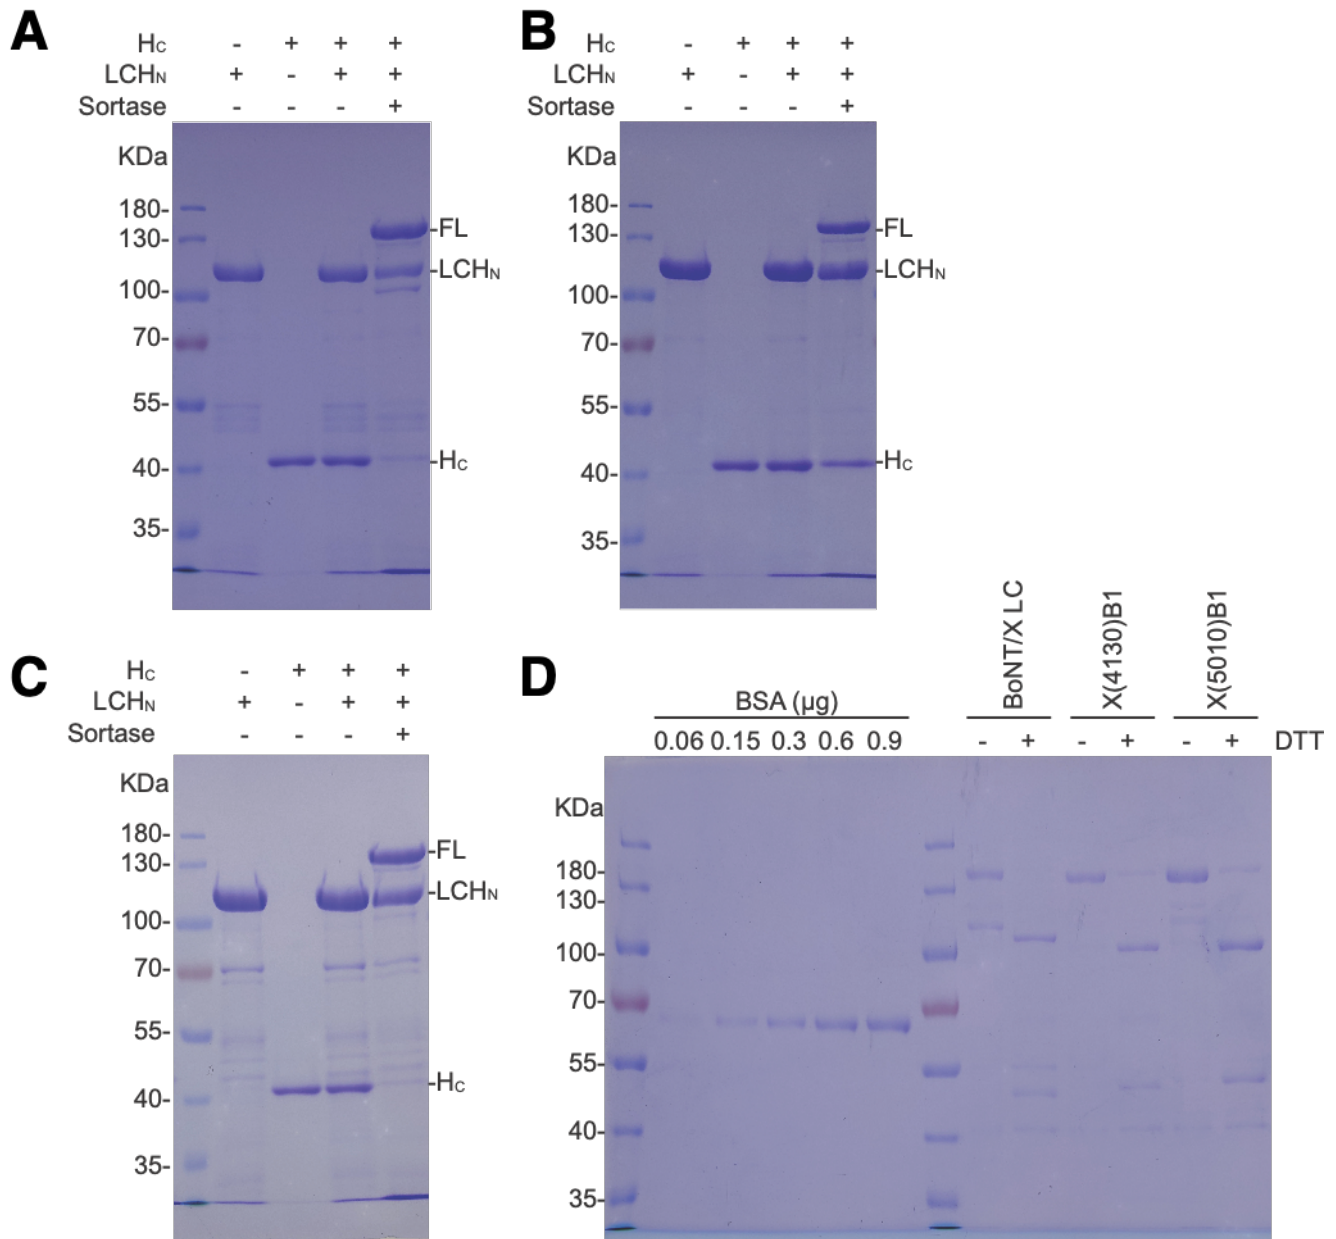 A
HC - + + +
LCHN + - + +
Sortase - - - +
KDa
180-
130-
100-
70-
55-
40-
35-
-FL
-LCHN
-HC
B
HC - + + +
LCHN + - + +
Sortase - - - +
KDa
180-
130-
100-
70-
55-
40-
35-
-FL
-LCHN
-HC
C
HC - + + +
LCHN + - + +
Sortase - - - +
KDa
180-
130-
100-
70-
55-
40-
35-
-FL
-LCHN
-HC
D
BSA (µg)
0.06 0.15 0.3 0.6 0.9
BoNT/X LC
X(4130)B1
X(5010)B1
- + - + - + DTT
KDa
180-
130-
100-
70-
55-
40-
35-